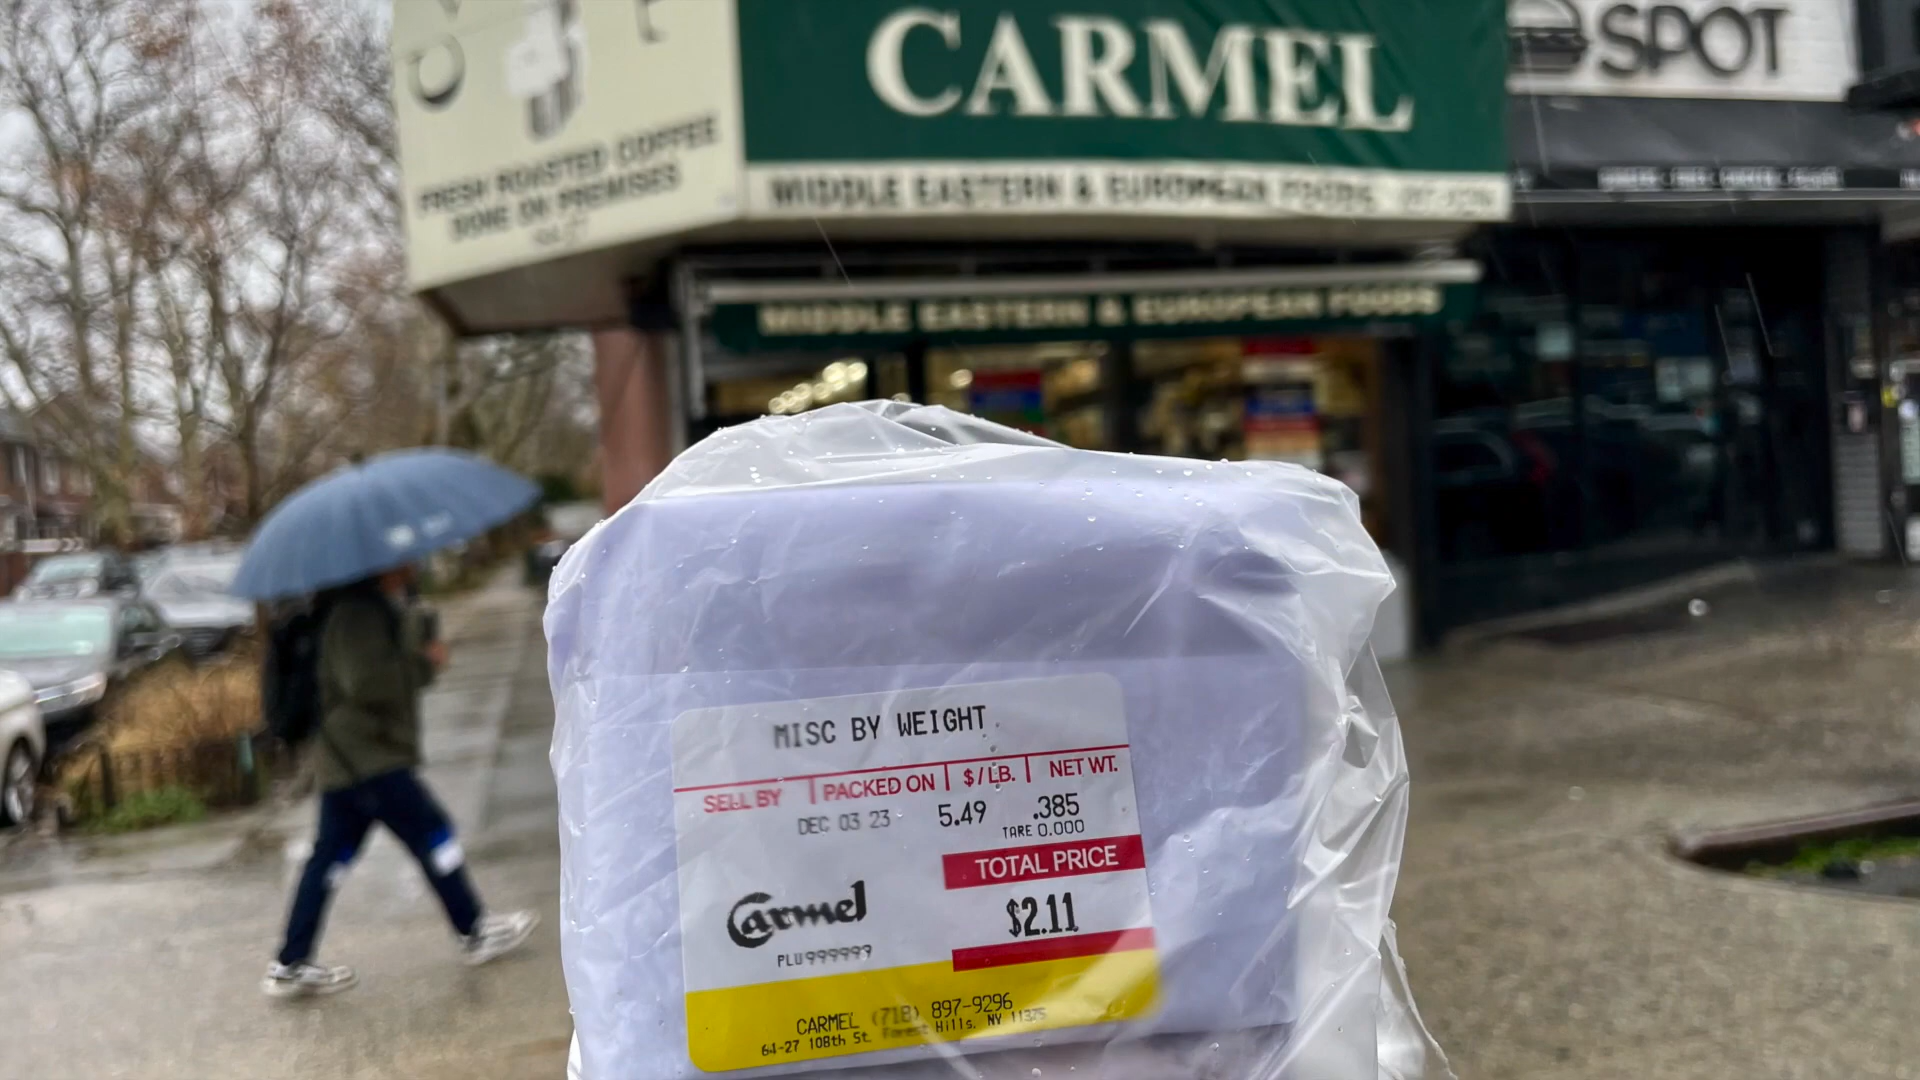 CARMEL
SPOT
FRESH ROASTED COFFEE
DONE ON PREMISES
MIDDLE EASTERN & EUROPEAN FOODS
MIDDLE EASTERN & EUROPEAN FOODS
MISC BY WEIGHT
SELL BY PACKED ON $/LB. NET WT.
DEC 03 23 5.49 .385
TARE 0.000
TOTAL PRICE
$2.11
Carmel
PLU999999
CARMEL (718) 897-9296
64-27 108th St. Forest Hills, NY 11375